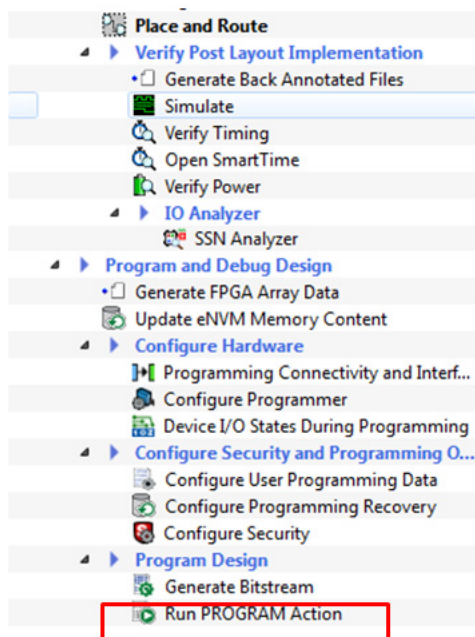 Place and Route
Verify Post Layout Implementation
Generate Back Annotated Files
Simulate
Verify Timing
Open SmartTime
Verify Power
IO Analyzer
SSN Analyzer
Program and Debug Design
Generate FPGA Array Data
Update eNVM Memory Content
Configure Hardware
Programming Connectivity and Interf...
Configure Programmer
Device I/O States During Programming
Configure Security and Programming O...
Configure User Programming Data
Configure Programming Recovery
Configure Security
Program Design
Generate Bitstream
Run PROGRAM Action